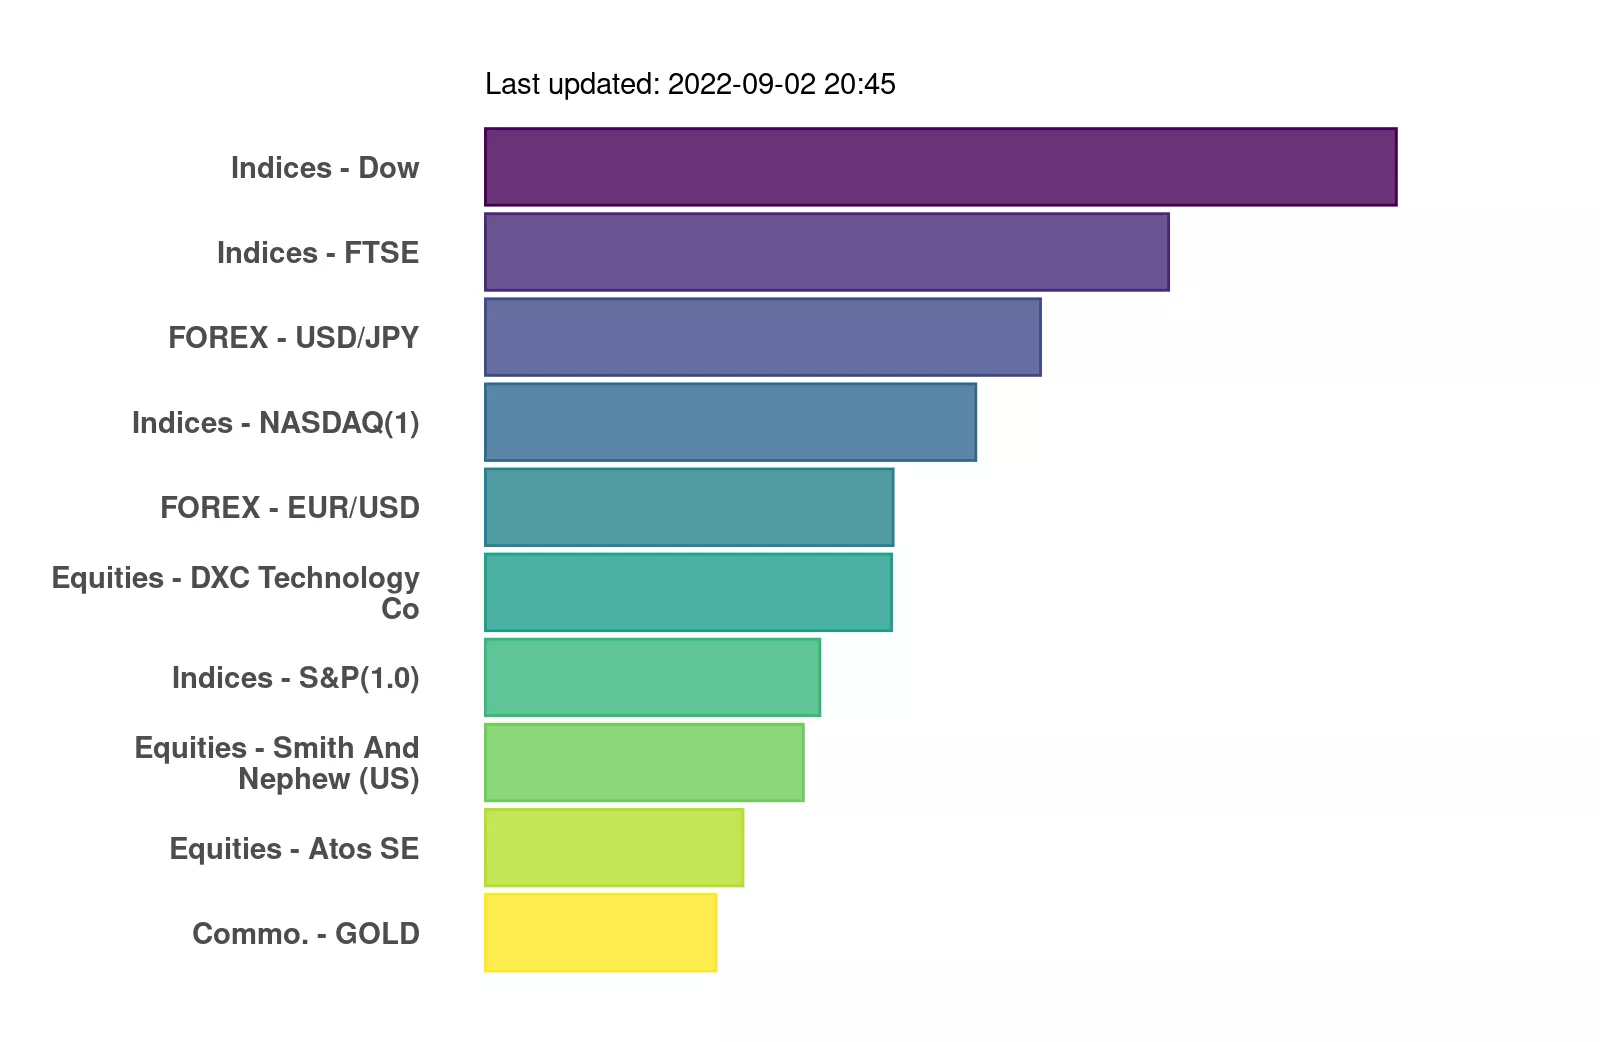 Last updated: 2022-09-02 20:45
Indices - Dow
Indices - FTSE
FOREX - USD/JPY
Indices - NASDAQ(1)
FOREX - EUR/USD
Equities - DXC Technology
Co
Indices - S&P(1.0)
Equities - Smith And
Nephew (US)
Equities - Atos SE
Commo. - GOLD